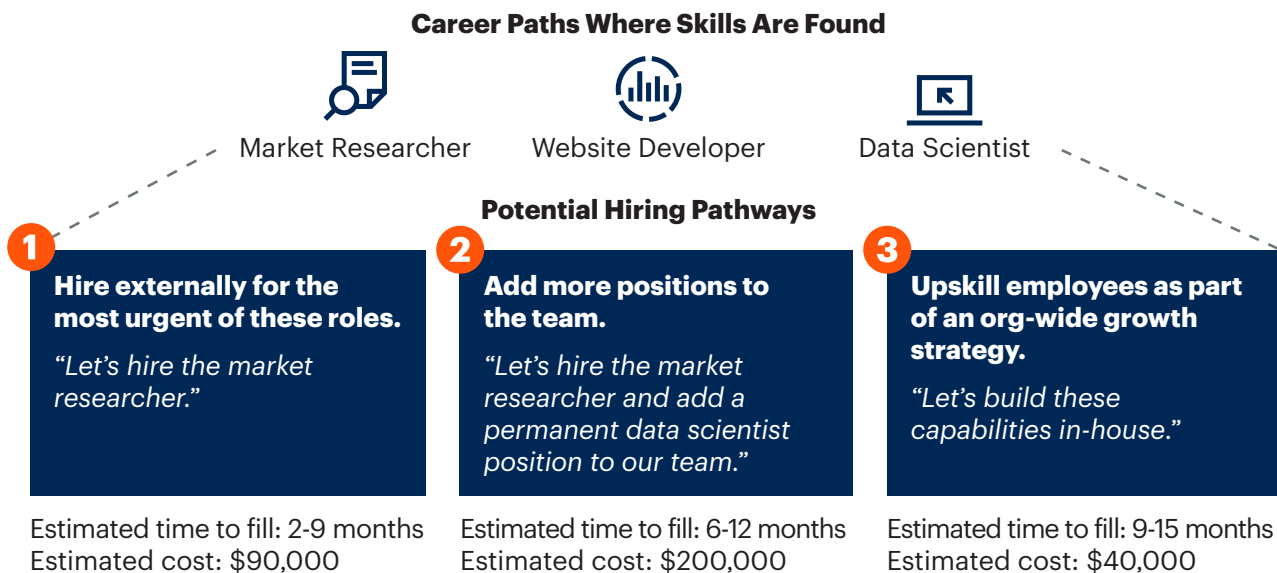 Career Paths Where Skills Are Found
Market Researcher
Website Developer
Data Scientist
Potential Hiring Pathways
1
Hire externally for the
most urgent of these roles.
“Let’s hire the market
researcher.”
Estimated time to fill: 2-9 months
Estimated cost: $90,000
2
Add more positions to
the team.
“Let’s hire the market
researcher and add a
permanent data scientist
position to our team.”
Estimated time to fill: 6-12 months
Estimated cost: $200,000
3
Upskill employees as part
of an org-wide growth
strategy.
“Let’s build these
capabilities in-house.”
Estimated time to fill: 9-15 months
Estimated cost: $40,000